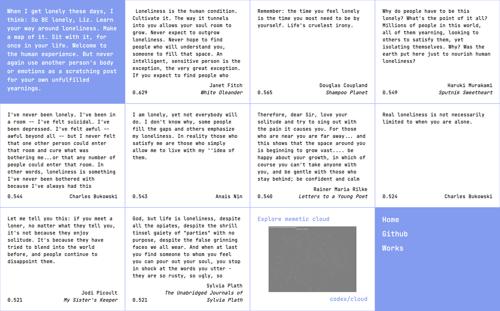 When I get lonely these days, I
think: So BE lonely, Liz. Learn
your way around loneliness. Make
a map of it. Sit with it, for
once in your life. Welcome to
the human experience. But never
again use another person's body
or emotions as a scratching post
for your own unfulfilled
yearnings.
Loneliness is the human condition.
Cultivate it. The way it tunnels
into you allows your soul room to
grow. Never expect to outgrow
loneliness. Never hope to find
people who will understand you,
someone to fill that space. An
intelligent, sensitive person is the
exception, the very great exception.
If you expect to find people who
Janet Fitch
0.629
White Oleander
Remember: the time you feel lonely
is the time you most need to be by
yourself. Life's cruelest irony.
Douglas Coupland
0.565
Shampoo Planet
Why do people have to be this
lonely? What's the point of it all?
Millions of people in this world,
all of them yearning, looking to
others to satisfy them, yet
isolating themselves. Why? Was the
earth put here just to nourish human
loneliness?
Haruki Murakami
0.549
Sputnik Sweetheart
I've never been lonely. I've been in
a room -- I've felt suicidal. I've
been depressed. I've felt awful --
awful beyond all -- but I never felt
that one other person could enter
that room and cure what was
bothering me...or that any number of
people could enter that room. In
other words, loneliness is something
I've never been bothered with
because I've always had this
0.544
Charles Bukowski
I am lonely, yet not everybody will
do. I don't know why, some people
fill the gaps and others emphasize
my loneliness. In reality those who
satisfy me are those who simply
allow me to live with my ''idea of
them.
0.543
Anais Nin
Therefore, dear Sir, love your
solitude and try to sing out with
the pain it causes you. For those
who are near you are far away... and
this shows that the space around you
is beginning to grow vast.... be
happy about your growth, in which of
course you can't take anyone with
you, and be gentle with those who
stay behind; be confident and calm
Rainer Maria Rilke
0.540
Letters to a Young Poet
Real loneliness is not necessarily
limited to when you are alone.
0.524
Charles Bukowski
Let me tell you this: if you meet a
loner, no matter what they tell you,
it's not because they enjoy
solitude. It's because they have
tried to blend into the world
before, and people continue to
disappoint them.
Jodi Picoult
0.521
My Sister's Keeper
God, but life is loneliness, despite
all the opiates, despite the shrill
tinsel gaiety of "parties" with no
purpose, despite the false grinning
faces we all wear. And when at last
you find someone to whom you feel
you can pour out your soul, you stop
in shock at the words you utter -
they are so rusty, so ugly, so
Sylvia Plath
The Unabridged Journals of
0.521
Sylvia Plath
Explore memetic cloud
codex/cloud
Home
Github
Works